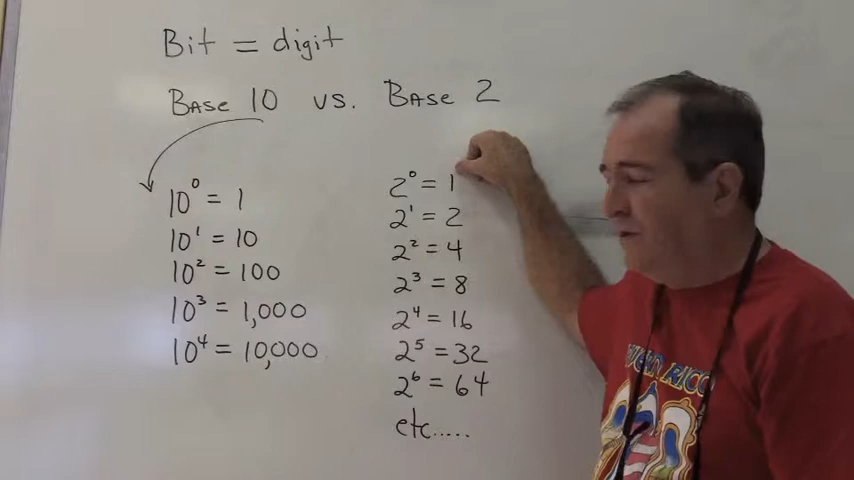 Bit = digit
Base 10 vs. Base 2
10⁰ = 1
10¹ = 10
10² = 100
10³ = 1,000
10⁴ = 10,000
2⁰ = 1
2¹ = 2
2² = 4
2³ = 8
2⁴ = 16
2⁵ = 32
2⁶ = 64
etc.....